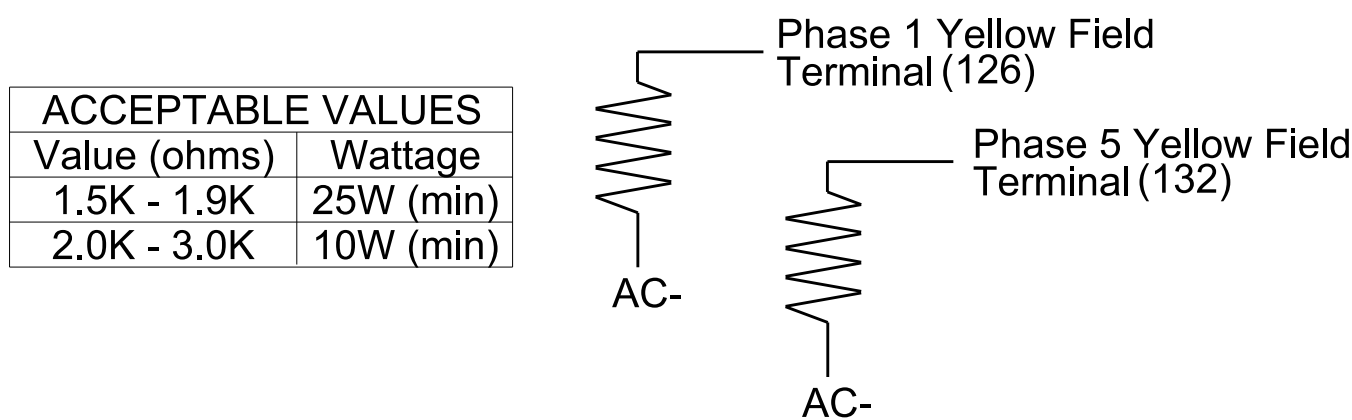 ACCEPTABLE VALUES
Value (ohms) Wattage
1.5K - 1.9K 25W (min)
2.0K - 3.0K 10W (min)
Phase 1 Yellow Field
Terminal (126)
AC-
Phase 5 Yellow Field
Terminal (132)
AC-